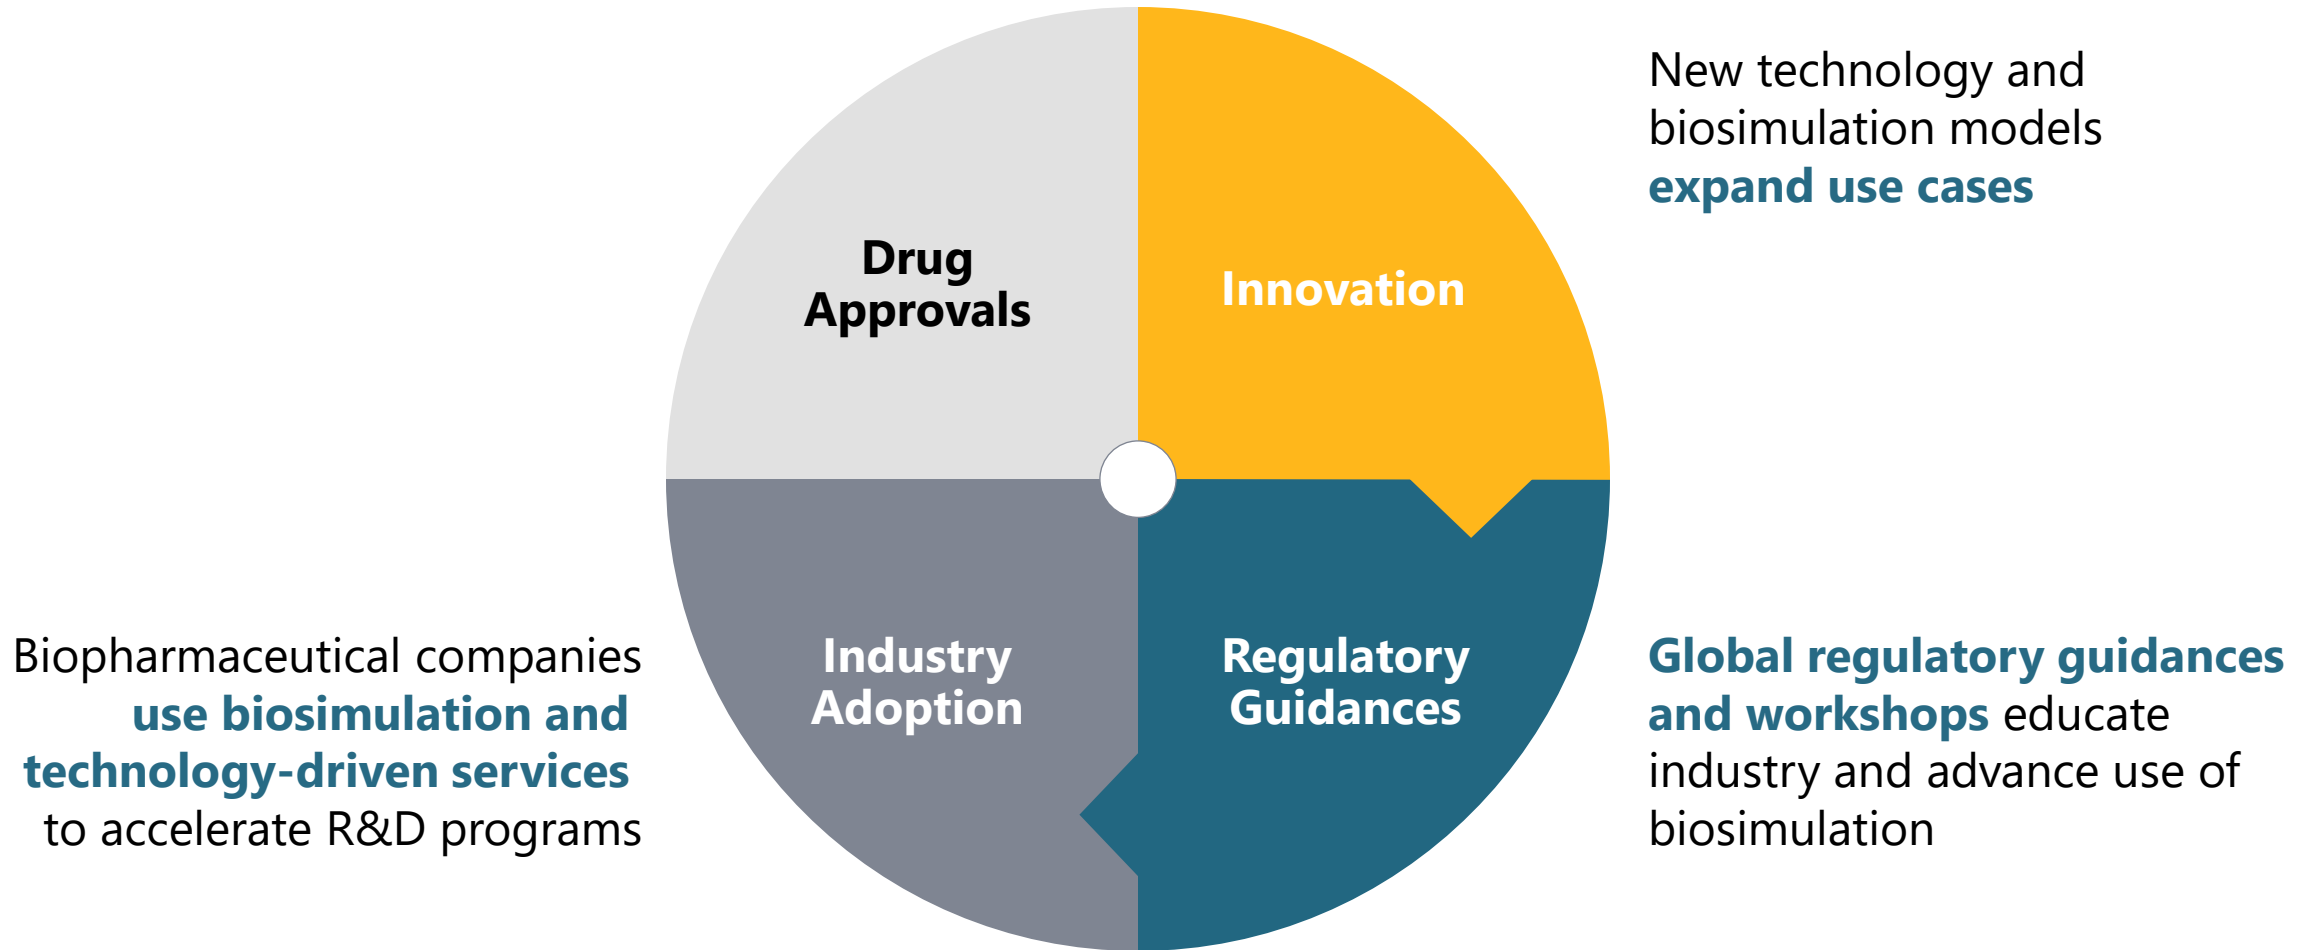 New technology and
biosimulation models
expand use cases
Drug
Approvals
Innovation
Biopharmaceutical companies
use biosimulation and
technology-driven services
to accelerate R&D programs
Industry
Adoption
Regulatory
Guidances
Global regulatory guidances
and workshops educate
industry and advance use of
biosimulation